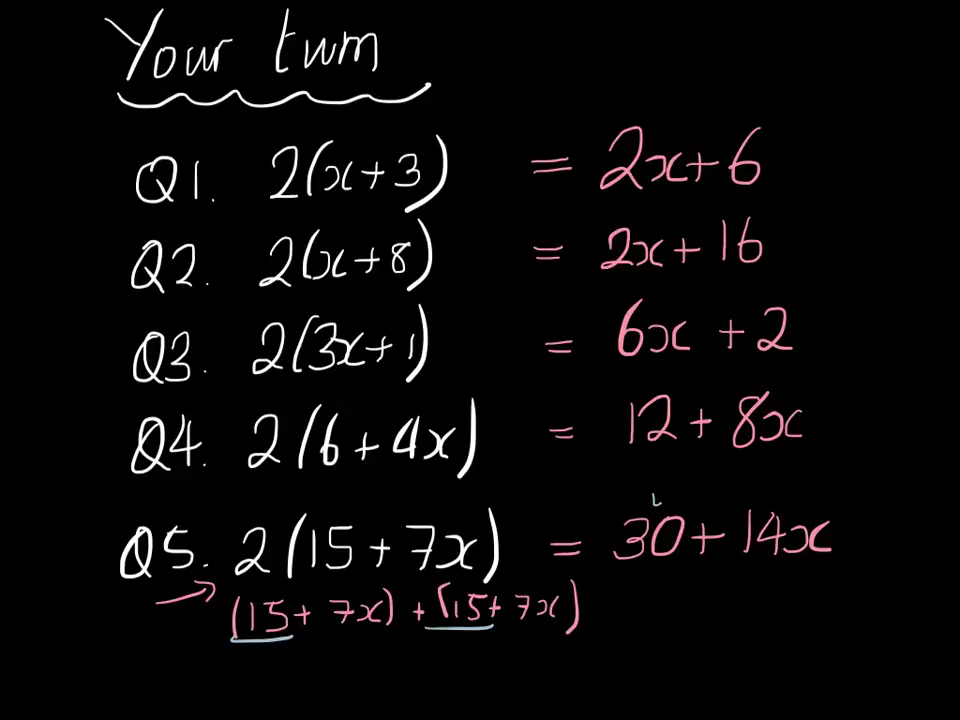 Your turn
Q1. 2(x+3) = 2x+6
Q2. 2(x+8) = 2x+16
Q3. 2(3x+1) = 6x+2
Q4. 2(6+4x) = 12+8x
Q5. 2(15+7x) = 30+14x
(15+7x)+(15+7x)